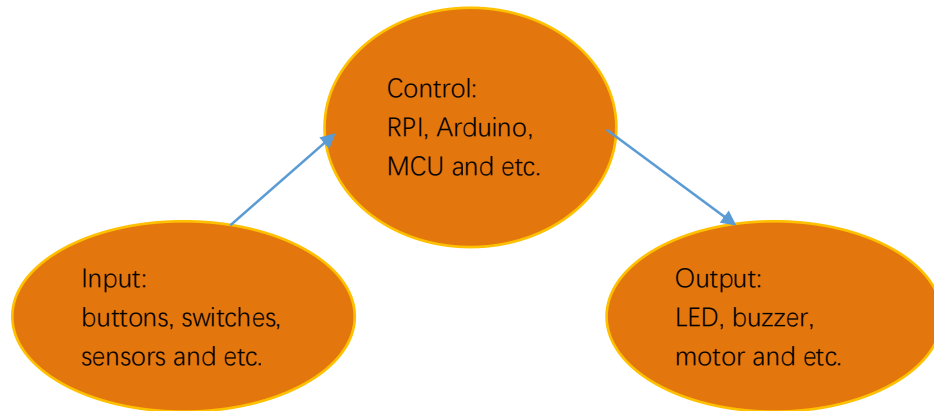 Control:
RPI, Arduino,
MCU and etc.
Input:
buttons, switches,
sensors and etc.
Output:
LED, buzzer,
motor and etc.